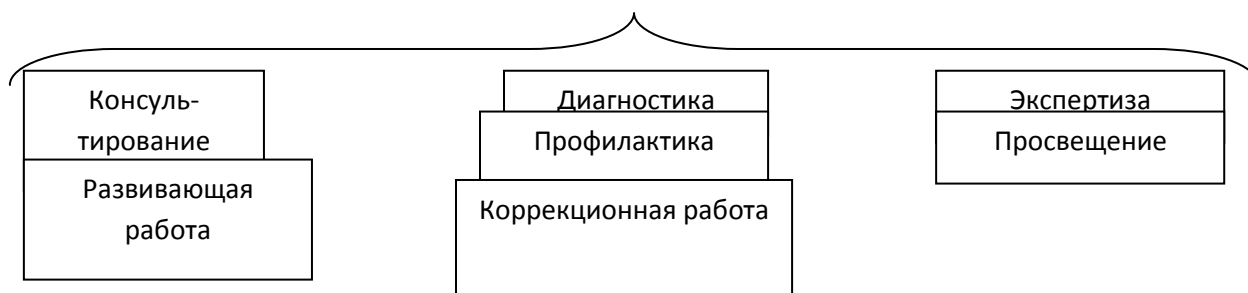 Консуль-
тирование
Развивающая
работа
Диагностика
Профилактика
Коррекционная работа
Экспертиза
Просвещение